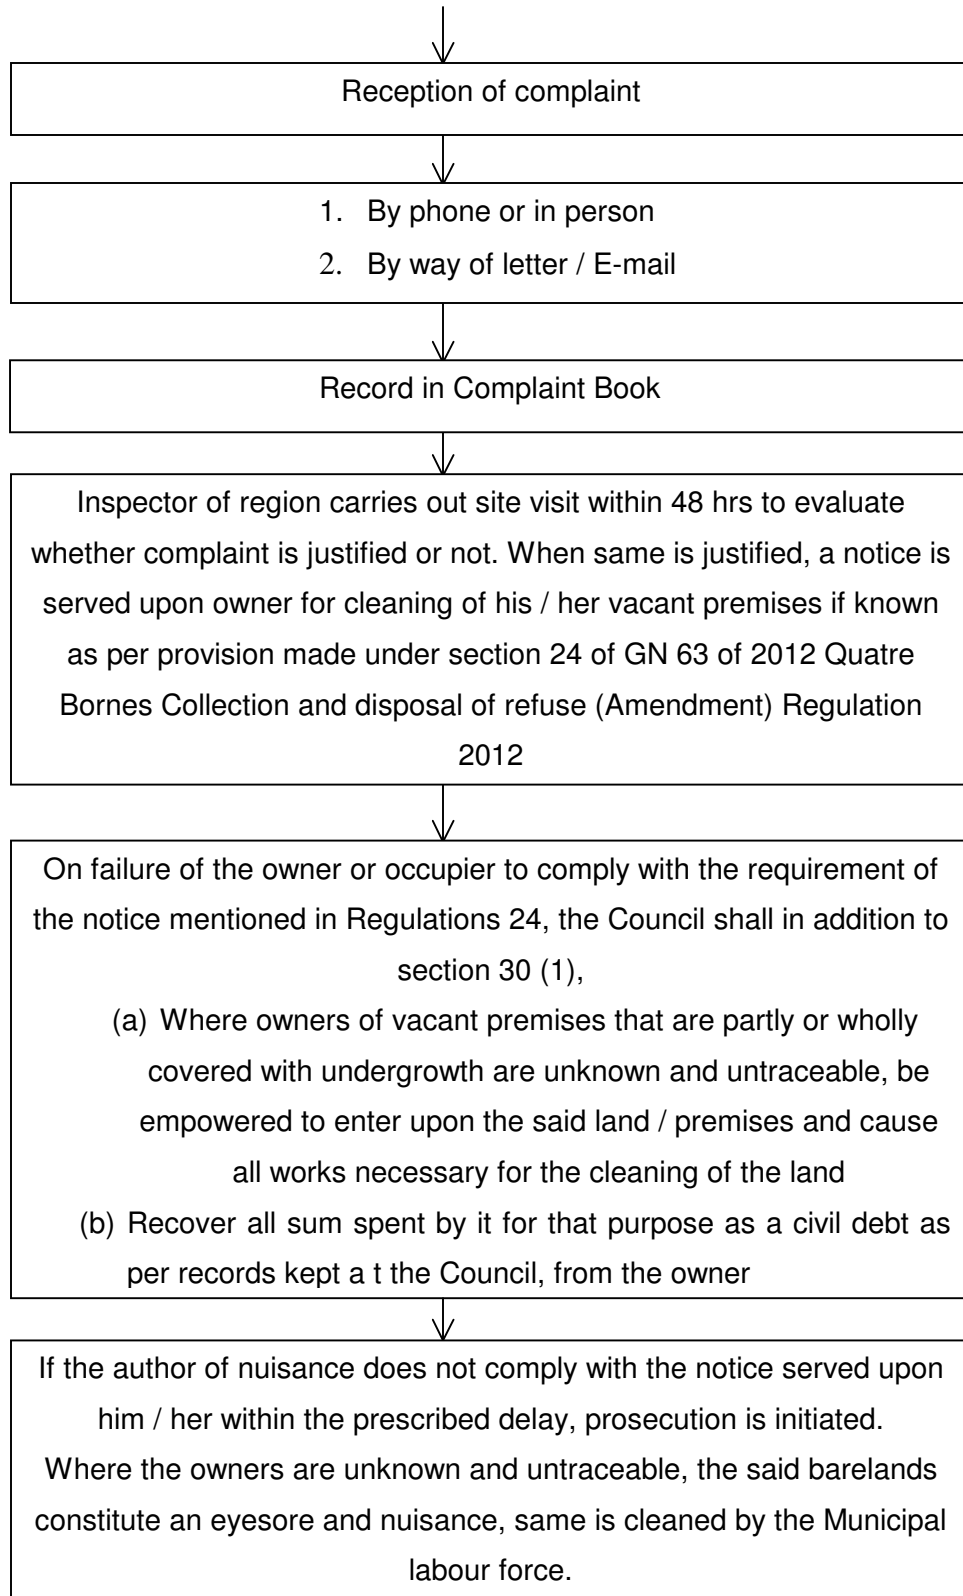 Reception of complaint
1. By phone or in person
2. By way of letter / E-mail
Record in Complaint Book
Inspector of region carries out site visit within 48 hrs to evaluate
whether complaint is justified or not. When same is justified, a notice is
served upon owner for cleaning of his / her vacant premises if known
as per provision made under section 24 of GN 63 of 2012 Quatre
Bornes Collection and disposal of refuse (Amendment) Regulation
2012
On failure of the owner or occupier to comply with the requirement of
the notice mentioned in Regulations 24, the Council shall in addition to
section 30 (1),
(a) Where owners of vacant premises that are partly or wholly
covered with undergrowth are unknown and untraceable, be
empowered to enter upon the said land / premises and cause
all works necessary for the cleaning of the land
(b) Recover all sum spent by it for that purpose as a civil debt as
per records kept a t the Council, from the owner
If the author of nuisance does not comply with the notice served upon
him / her within the prescribed delay, prosecution is initiated.
Where the owners are unknown and untraceable, the said barelands
constitute an eyesore and nuisance, same is cleaned by the Municipal
labour force.